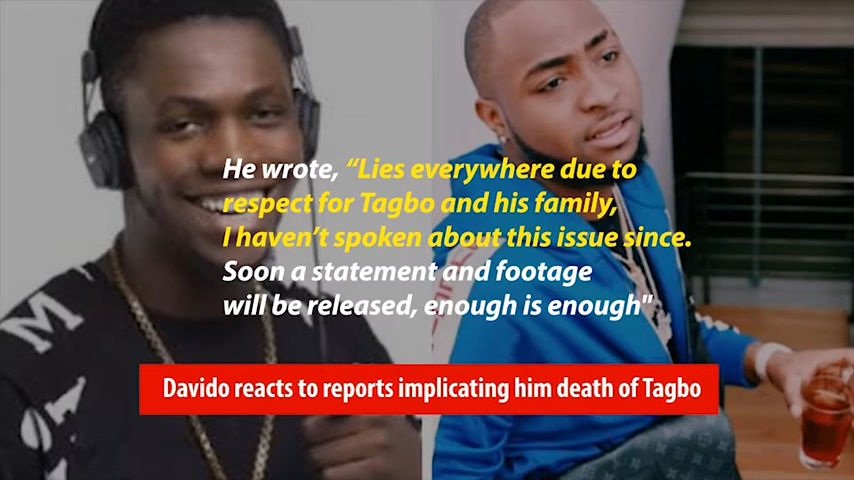 He wrote, “Lies everywhere due to
respect for Tagbo and his family,
I haven’t spoken about this issue since.
Soon a statement and footage
will be released, enough is enough"
Davido reacts to reports implicating him death of Tagbo